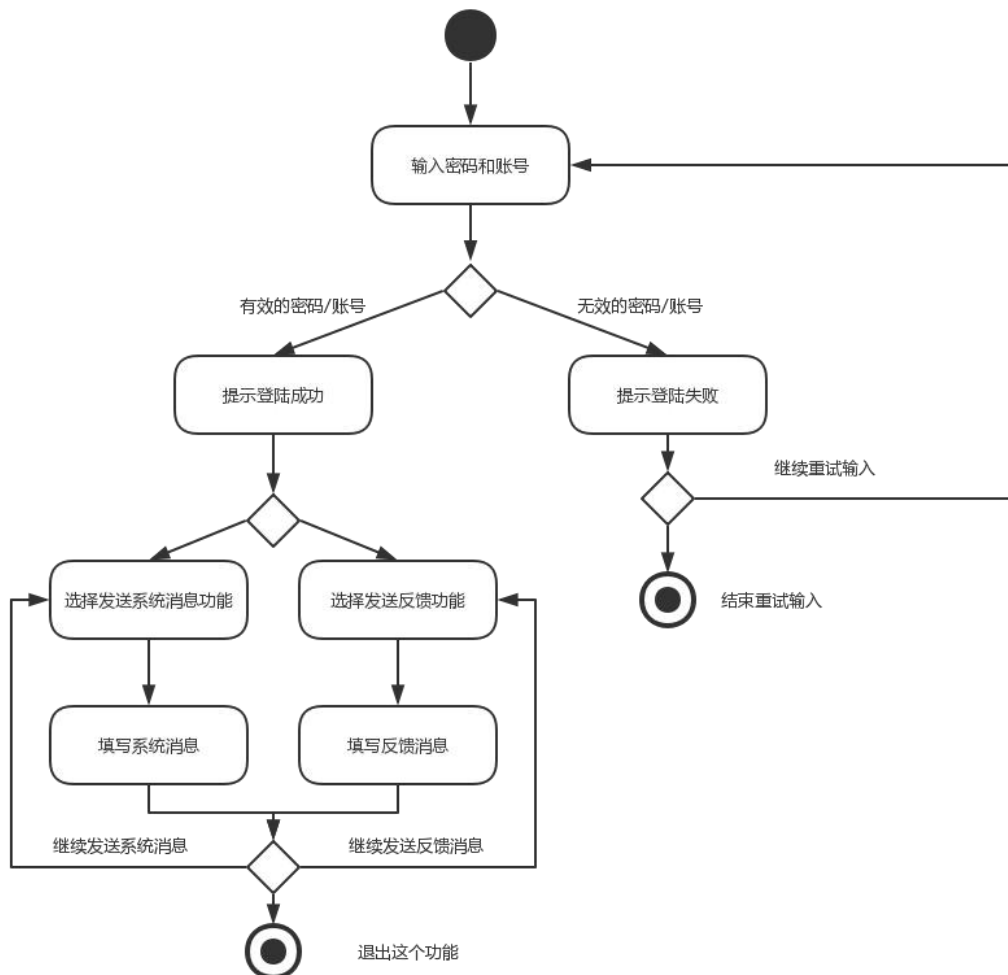 输入密码和账号
有效的密码/账号
无效的密码/账号
提示登陆成功
提示登陆失败
继续重试输入
选择发送系统消息功能
选择发送反馈功能
结束重试输入
填写系统消息
填写反馈消息
继续发送系统消息
继续发送反馈消息
退出这个功能